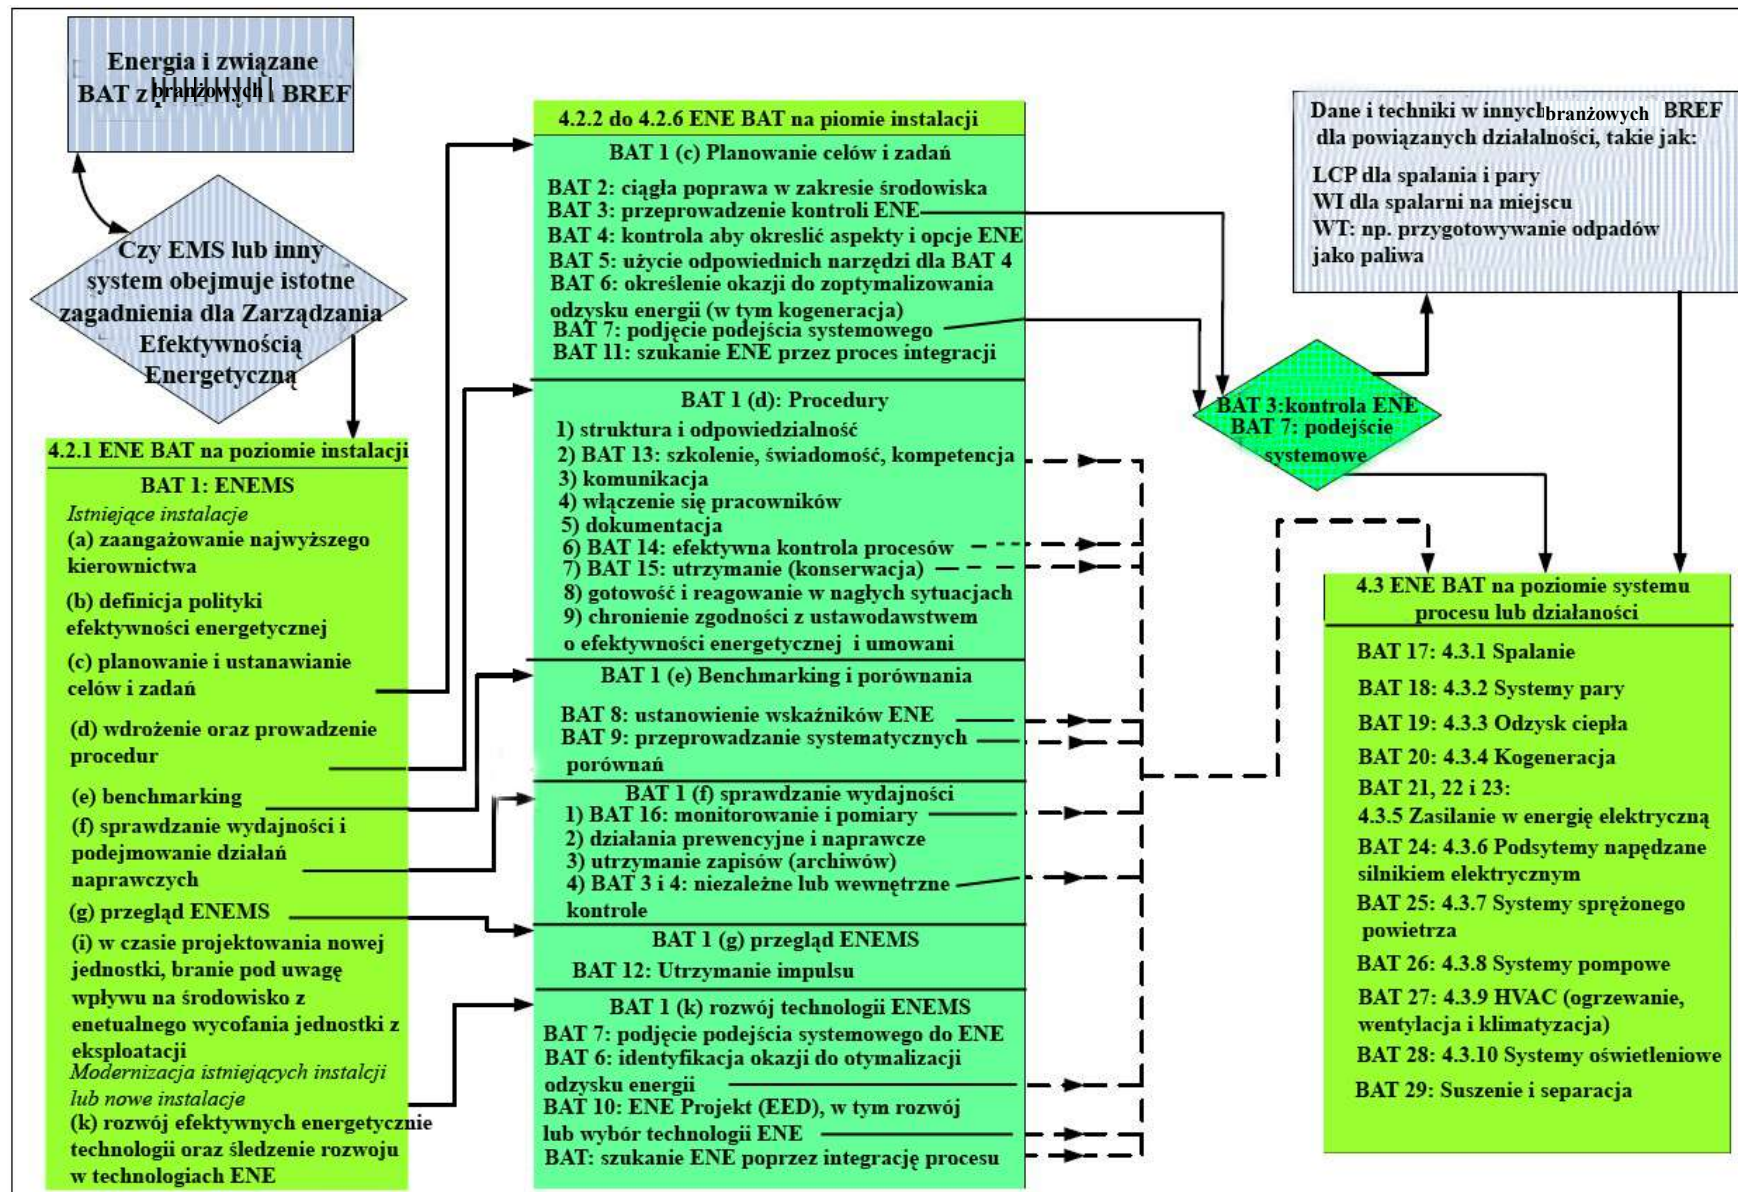 Energia i związane
BAT z branżowych BREF
Czy EMS lub inny
system obejmuje istotne
zagadnienia dla Zarządzania
Efektywnością
Energetyczną
4.2.1 ENE BAT na poziomie instalacji
BAT 1: ENEMS
Istniejące instalacje
(a) zaangażowanie najwyższego
kierownictwa
(b) definicja polityki
efektywności energetycznej
(c) planowanie i ustanawianie
celów i zadań
(d) wdrożenie oraz prowadzenie
procedur
(e) benchmarking
(f) sprawdzanie wydajności i
podejmowanie działań
naprawczych
(g) przegląd ENEMS
(i) w czasie projektowania nowej
jednostki, branie pod uwagę
wpływu na środowisko z
enetualnego wycofania jednostki z
eksploatacji
Modernizacja istniejących instalcji
lub nowe instalacje
(k) rozwój efektywnych energetycznie
technologii oraz śledzenie rozwoju
w technologiach ENE
4.2.2 do 4.2.6 ENE BAT na piomie instalacji
BAT 1 (c) Planowanie celów i zadań
BAT 2: ciągła poprawa w zakresie środowiska
BAT 3: przeprowadzenie kontroli ENE
BAT 4: kontrola aby okreslić aspekty i opcje ENE
BAT 5: użycie odpowiednich narzędzi dla BAT 4
BAT 6: określenie okazji do zoptymalizowania
odzysku energii (w tym kogeneracja)
BAT 7: podjęcie podejścia systemowego
BAT 11: szukanie ENE przez proces integracji
BAT 1 (d): Procedury
1) struktura i odpowiedzialność
2) BAT 13: szkolenie, świadomość, kompetencja
3) komunikacja
4) włączenie się pracowników
5) dokumentacja
6) BAT 14: efektywna kontrola procesów
7) BAT 15: utrzymanie (konserwacja)
8) gotowość i reagowanie w nagłych sytuacjach
9) chronienie zgodności z ustawodawstwem
o efektywności energetycznej i umowani
BAT 1 (e) Benchmarking i porównania
BAT 8: ustanowienie wskaźników ENE
BAT 9: przeprowadzanie systematycznych
porównań
BAT 1 (f) sprawdzanie wydajności
1) BAT 16: monitorowanie i pomiary
2) działania prewencyjne i naprawcze
3) utrzymanie zapisów (archiwów)
4) BAT 3 i 4: niezależne lub wewnętrzne
kontrole
BAT 1 (g) przegląd ENEMS
BAT 12: Utrzymanie impulsu
BAT 1 (k) rozwój technologii ENEMS
BAT 7: podjęcie podejścia systemowego do ENE
BAT 6: identyfikacja okazji do otymalizacji
odzysku energii
BAT 10: ENE Projekt (EED), w tym rozwój
lub wybór technologii ENE
BAT: szukanie ENE poprzez integrację procesu
Dane i techniki w innych branżowych BREF
dla powiązanych działalności, takie jak:
LCP dla spalania i pary
WI dla spalarni na miejscu
WT: np. przygotowywanie odpadów
jako paliwa
BAT 3:kontrola ENE
BAT 7: podejście
systemowe
4.3 ENE BAT na poziomie systemu
procesu lub działaności
BAT 17: 4.3.1 Spalanie
BAT 18: 4.3.2 Systemy pary
BAT 19: 4.3.3 Odzysk ciepła
BAT 20: 4.3.4 Kogeneracja
BAT 21, 22 i 23:
4.3.5 Zasilanie w energię elektryczną
BAT 24: 4.3.6 Podsytemy napędzane
silnikiem elektrycznym
BAT 25: 4.3.7 Systemy sprężonego
powietrza
BAT 26: 4.3.8 Systemy pompowe
BAT 27: 4.3.9 HVAC (ogrzewanie,
wentylacja i klimatyzacja)
BAT 28: 4.3.10 Systemy oświetleniowe
BAT 29: Suszenie i separacja